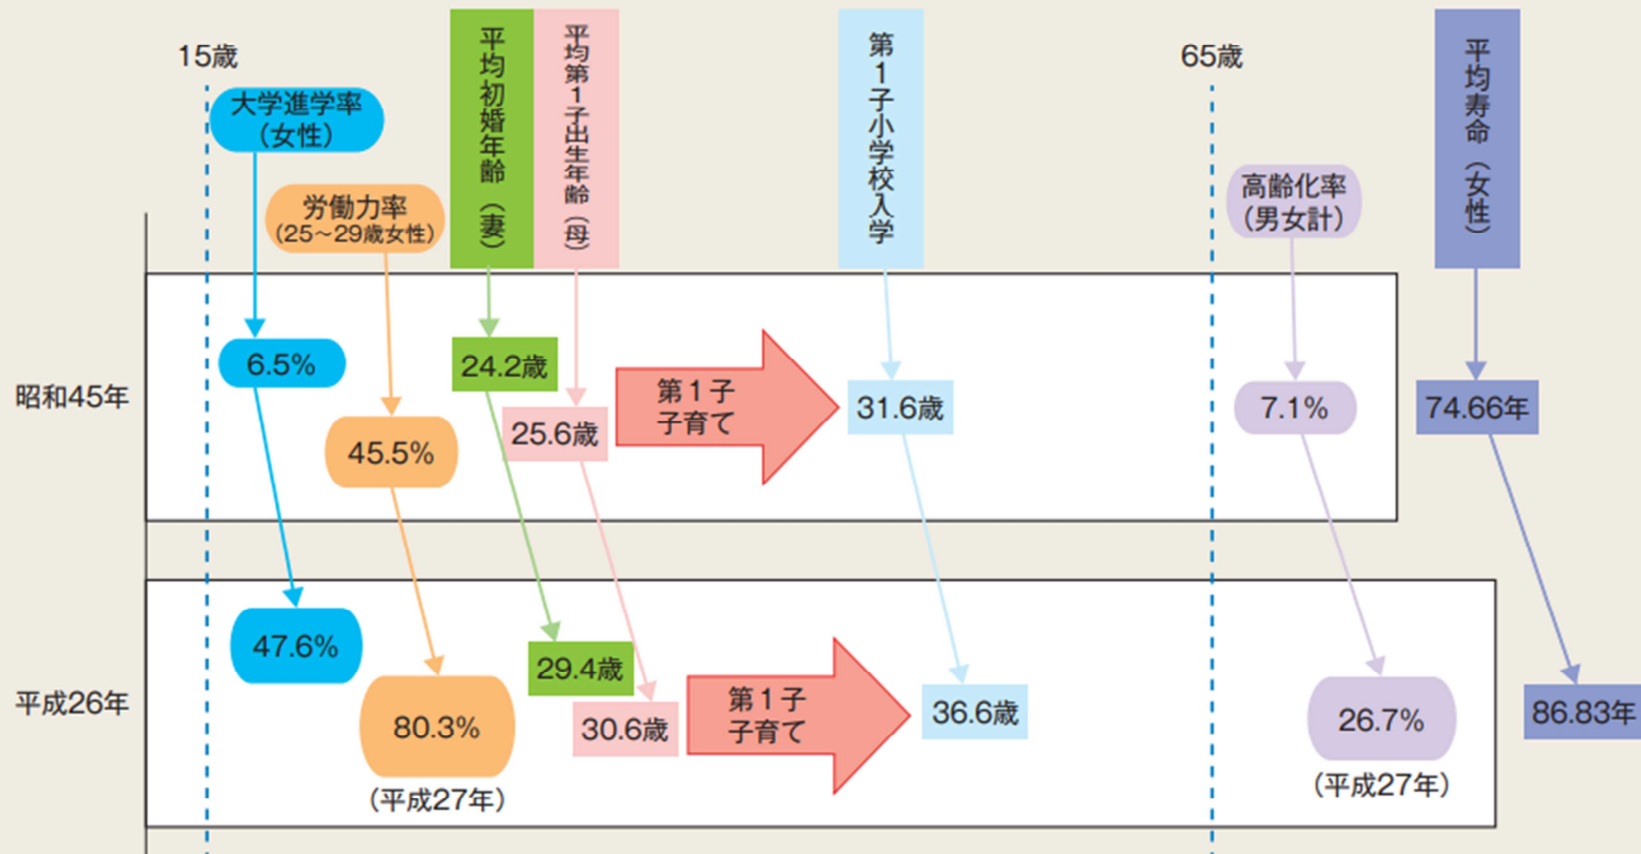 15歳
65歳
大学進学率
（女性）
労働力率
（25～29歳女性）
平均初婚年齢（妻）
平均第１子出生年齢（母）
第１子小学校入学
高齢化率
（男女計）
平均寿命（女性）
昭和45年
6.5%
45.5%
24.2歳
25.6歳
第１子
子育て
31.6歳
7.1%
74.66年
平成26年
47.6%
80.3%
（平成27年）
29.4歳
30.6歳
第１子
子育て
36.6歳
26.7%
（平成27年）
86.83年